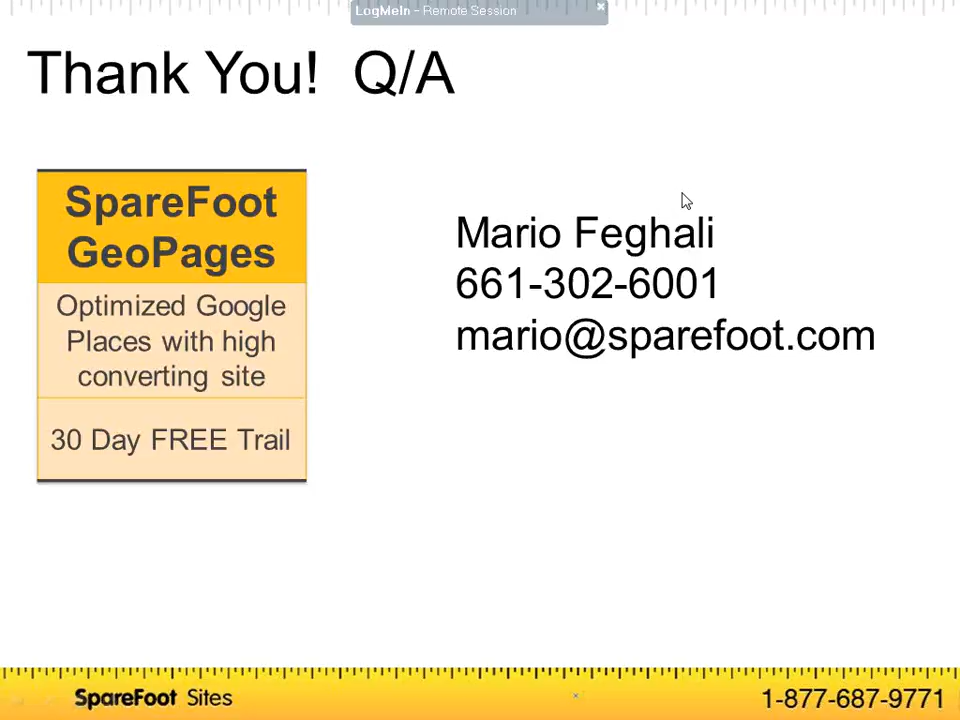 LogMeIn - Remote Session
Thank You! Q/A
SpareFoot
GeoPages
Optimized Google
Places with high
converting site
30 Day FREE Trail
Mario Feghali
661-302-6001
mario@sparefoot.com
SpareFoot Sites
1-877-687-9771